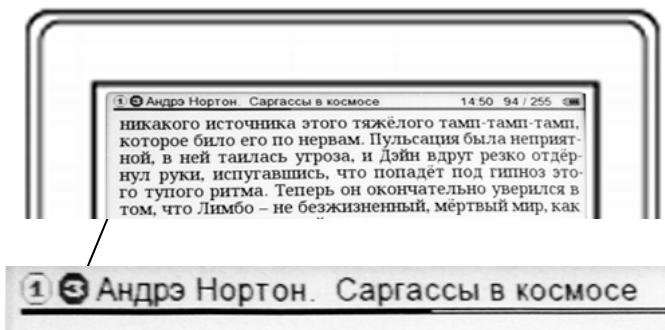 1 3 Андрэ Нортон. Саргассы в космосе 14:50 94 / 255
никакого источника этого тяжёлого тамп-тамп-тамп,
которое било его по нервам. Пульсация была неприят-
ной, в ней таилась угроза, и Дэйн вдруг резко отдёр-
нул руки, испугавшись, что попадёт под гипноз это-
го тупого ритма. Теперь он окончательно уверился в
том, что Лимбо – не безжизненный, мёртвый мир, как
1 3 Андрэ Нортон. Саргассы в космосе